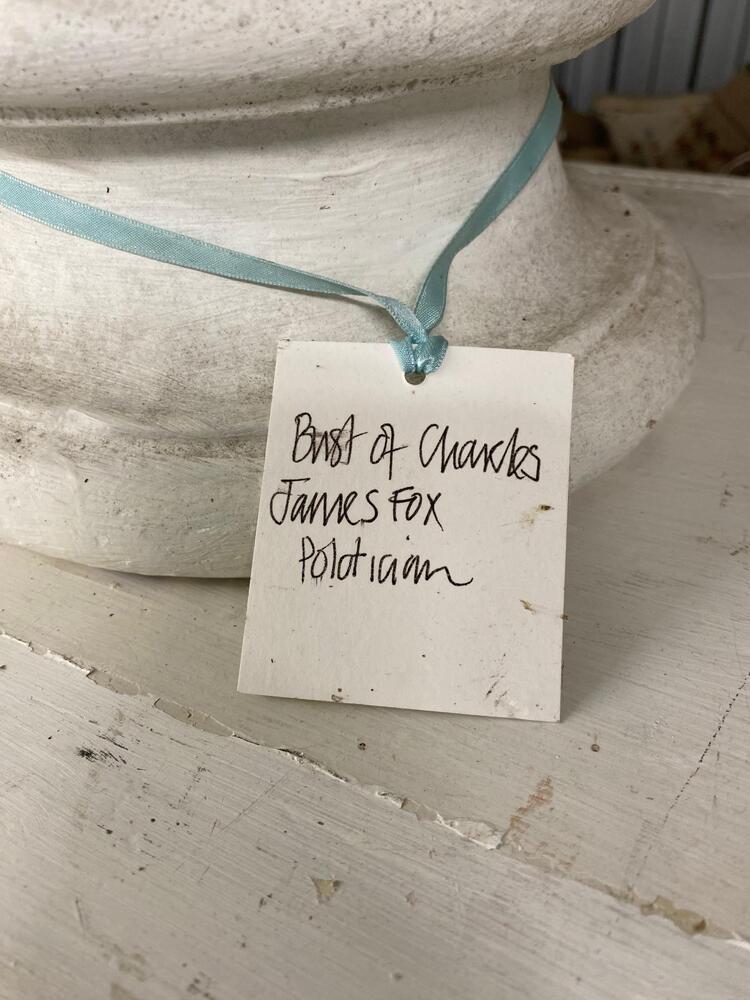 Bust of Charles
James Fox
Polotician